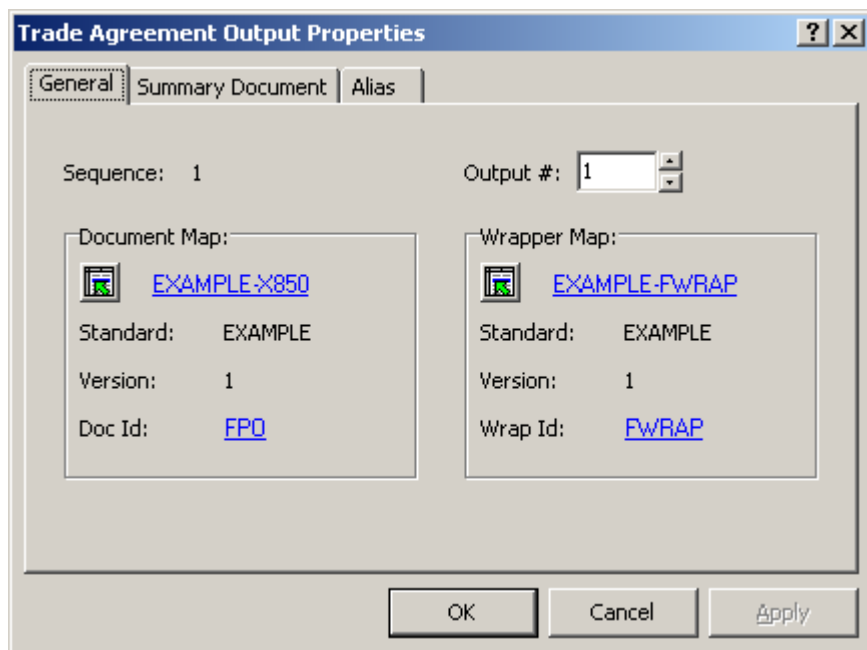 Trade Agreement Output Properties
General
Summary Document
Alias
Sequence: 1
Output #: 1
Document Map:
EXAMPLE-X850
Standard: EXAMPLE
Version: 1
Doc Id: FPO
Wrapper Map:
EXAMPLE-FWRAP
Standard: EXAMPLE
Version: 1
Wrap Id: FWRAP
OK
Cancel
Apply